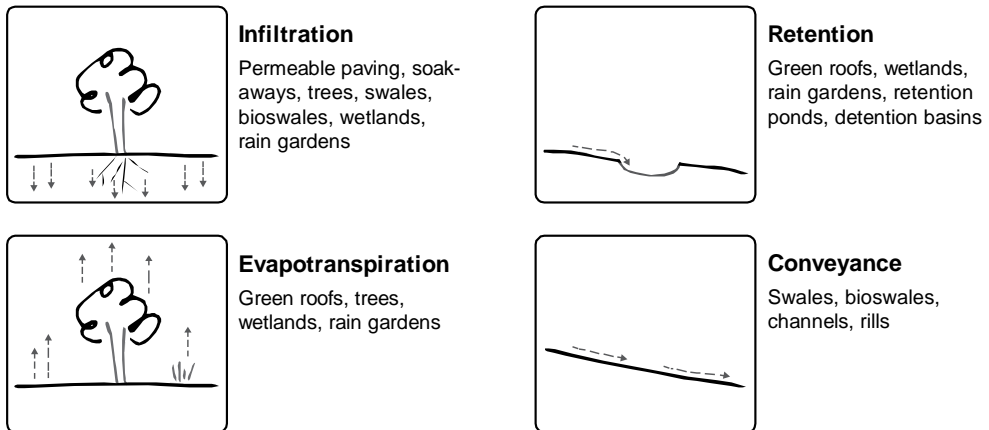 Infiltration
Permeable paving, soak-
aways, trees, swales,
bioswales, wetlands,
rain gardens
Retention
Green roofs, wetlands,
rain gardens, retention
ponds, detention basins
Evapotranspiration
Green roofs, trees,
wetlands, rain gardens
Conveyance
Swales, bioswales,
channels, rills